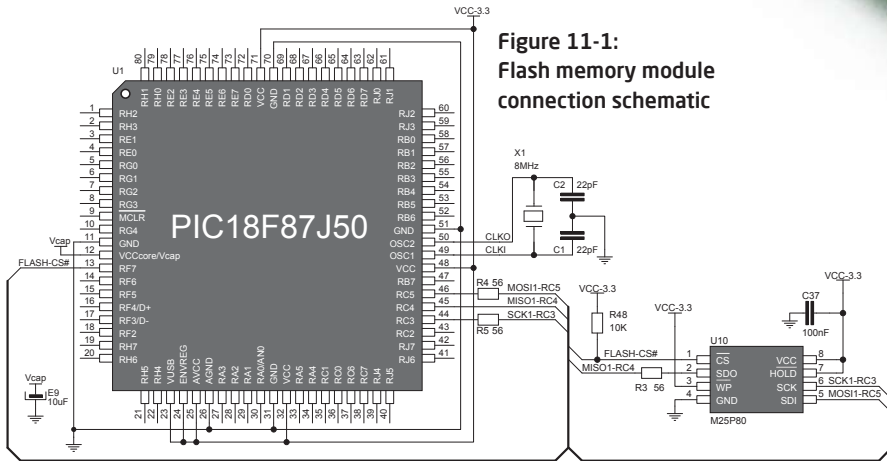 VCC-3.3
Figure 11-1:
Flash memory module
connection schematic
U1
80 79 78 77 76 75 74 73 72 71 70 69 68 67 66 65 64 63 62 61
RH1 RH0 RE2 RE3 RE4 RE5 RE6 RE7 RD0 VCC GND RD1 RD2 RD3 RD4 RD5 RD6 RD7 RJ0 RJ1
1 RH2
2 RH3
3 RE1
4 RE0
5 RG0
6 RG1
7 RG2
8 RG3
9 MCLR
10 RG4
11 GND
12 VCCcore/Vcap
13 RF7
14 RF6
15 RF5
16 RF4/D+
17 RF3/D-
18 RF2
19 RH7
20 RH6
Vcap
FLASH-CS#
PIC18F87J50
RJ2 60
RJ3 59
RB0 58
RB1 57
RB2 56
RB3 55
RB4 54
RB5 53
RB6 52
GND 51
OSC2 50
OSC1 49
VCC 48
RB7 47
RC5 46
RC4 45
RC3 44
RC2 43
RJ7 42
RJ6 41
RH5 RH4 VUSB ENVREG AVCC AGND RA3 RA2 RA1 RA0/AN0 GND VCC RA5 RA4 RC1 RC0 RC6 RC7 RJ4 RJ5
21 22 23 24 25 26 27 28 29 30 31 32 33 34 35 36 37 38 39 40
Vcap
E9
10uF
X1
8MHz
CLKO
CLKI
C2 22pF
C1 22pF
R4 56 MOSI1-RC5
MISO1-RC4
SCK1-RC3
R5 56
VCC-3.3
R48
10K
FLASH-CS#
MISO1-RC4
R3 56
VCC-3.3
VCC-3.3
C37
100nF
U10
1 CS
2 SDO
3 WP
4 GND
VCC 8
HOLD 7
SCK 6 SCK1-RC3
SDI 5 MOSI1-RC5
M25P80